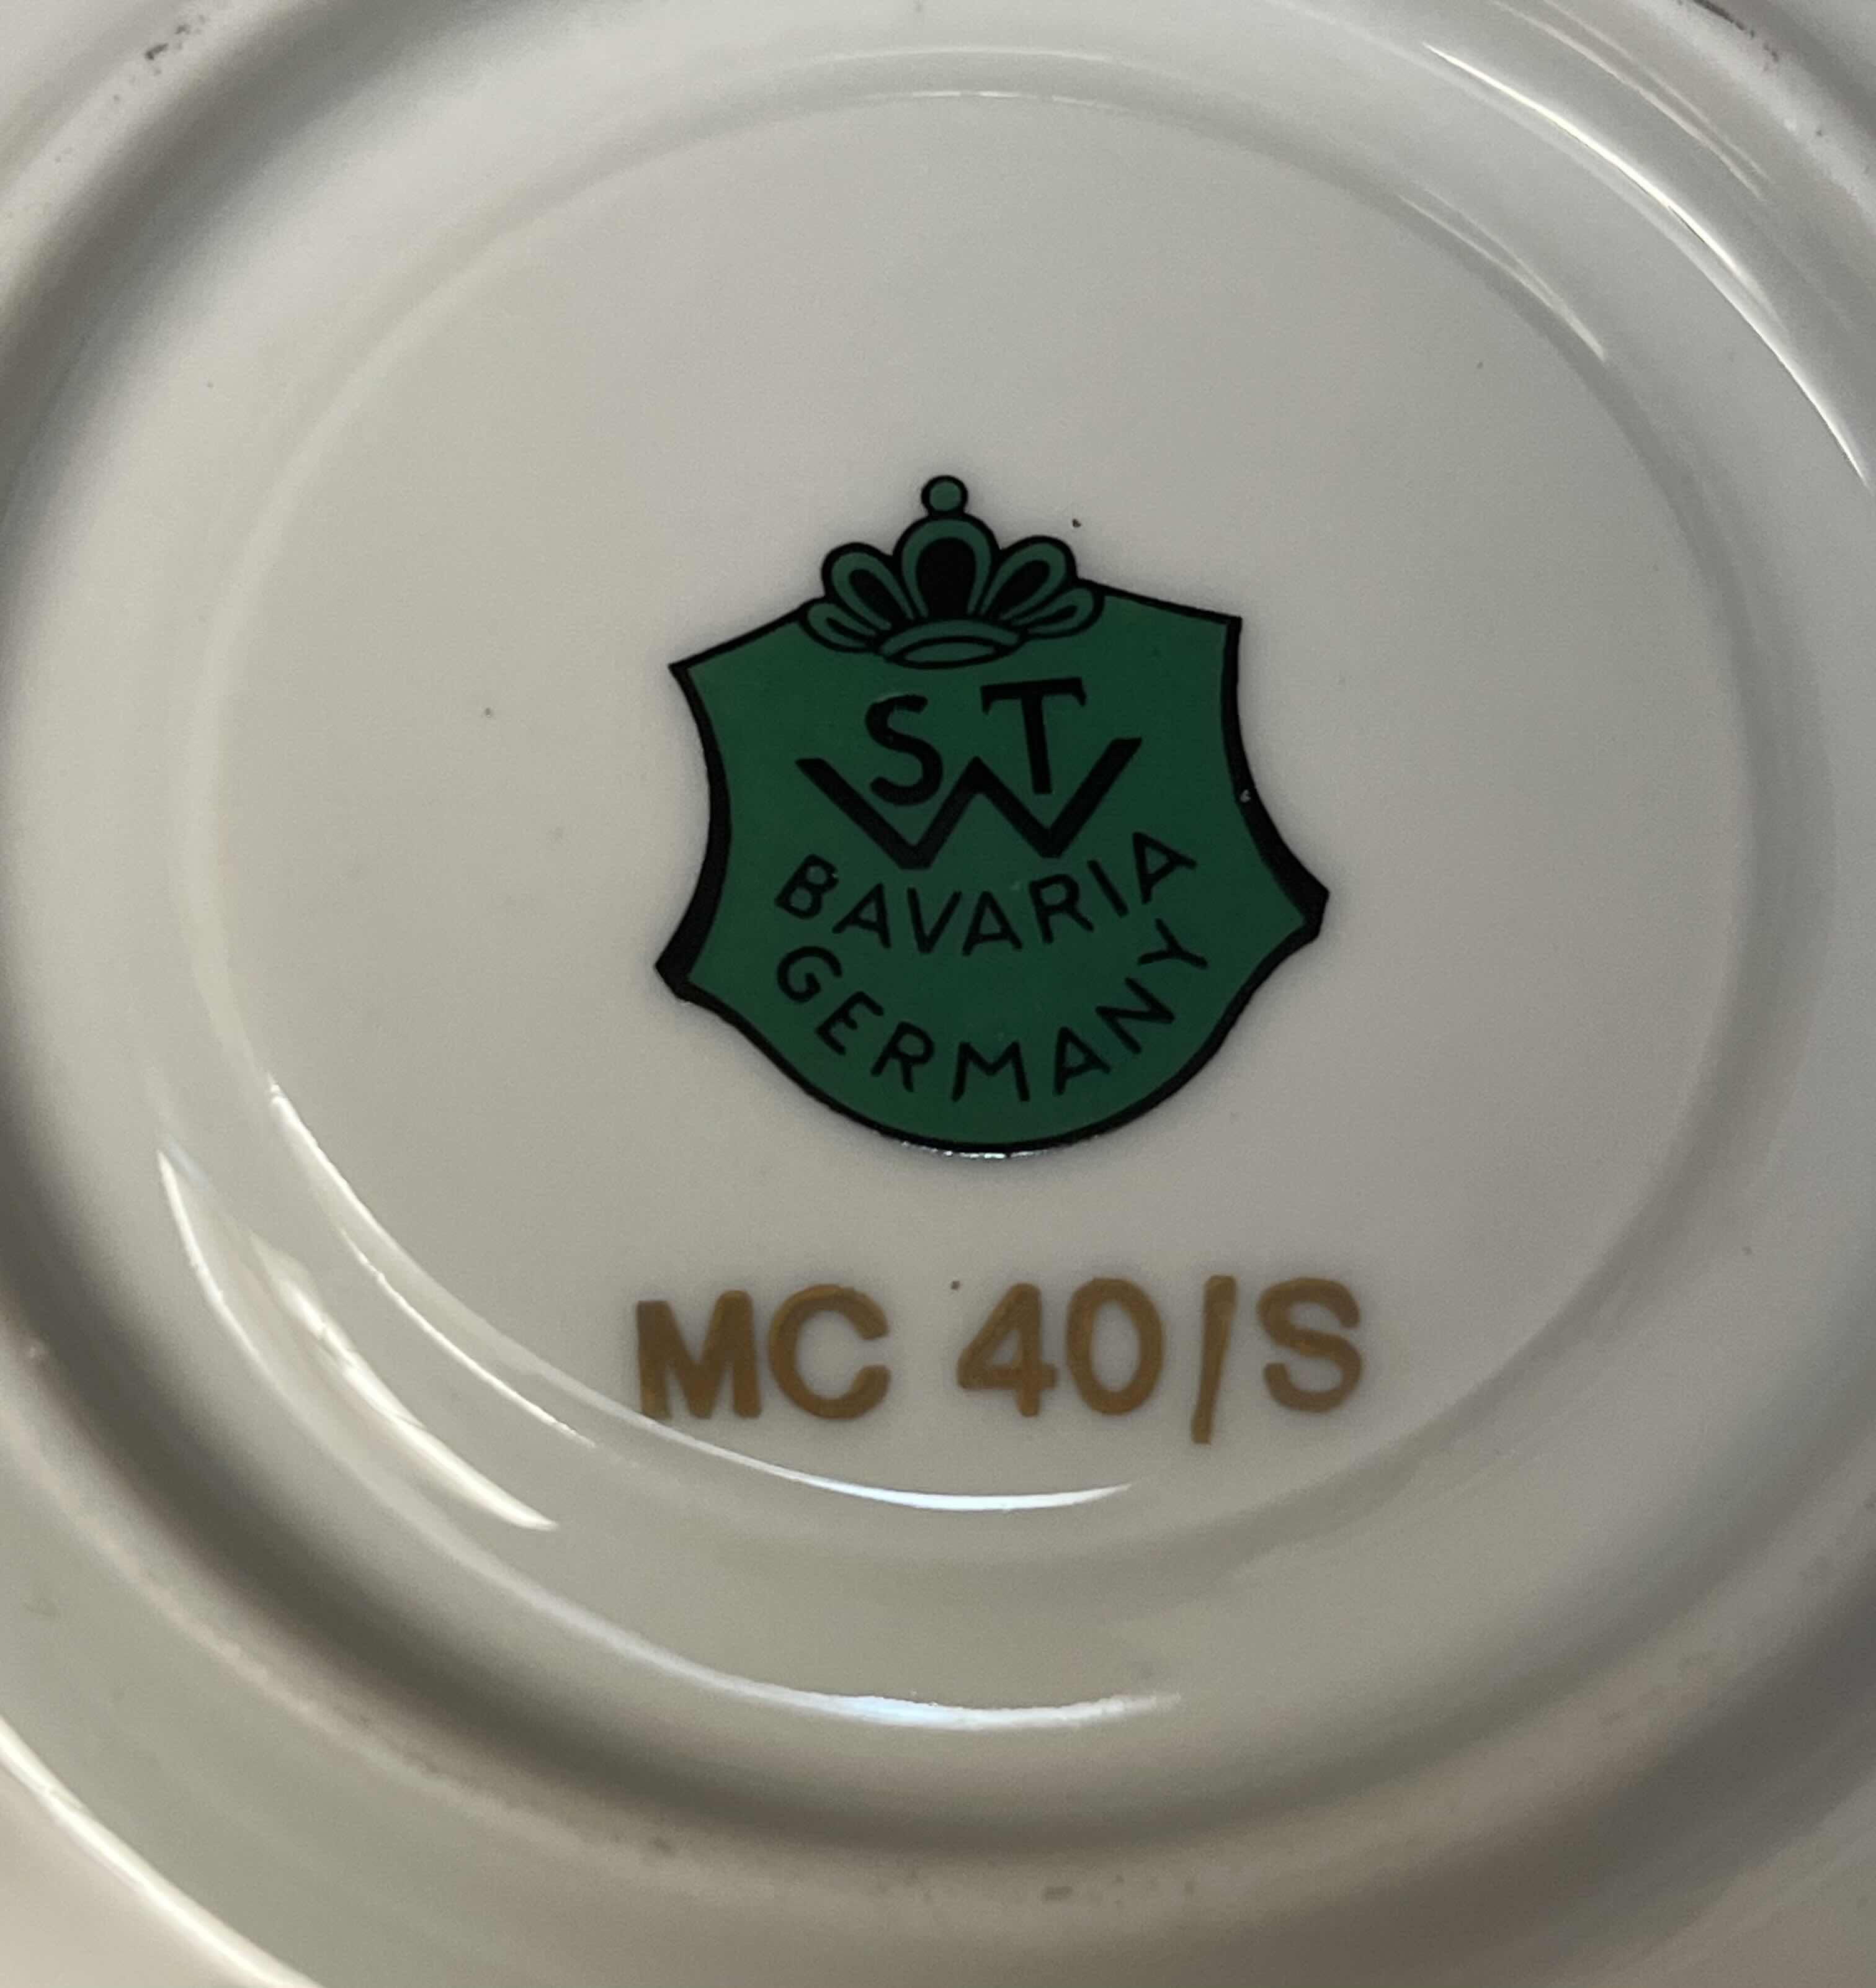 ST
W
BAVARIA
GERMANY
MC 40/S